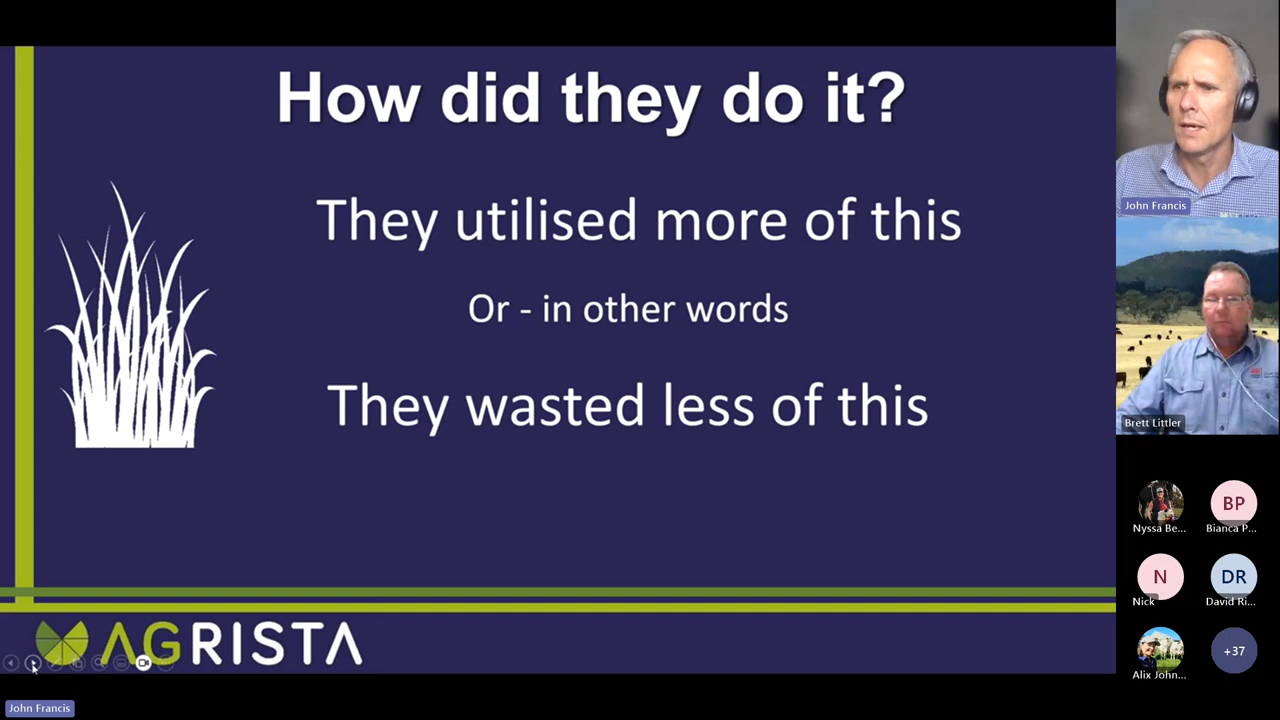 How did they do it?
They utilised more of this
Or - in other words
They wasted less of this
AGRISTA
John Francis
John Francis
Brett Littler
Nyssa Be...
BP
Bianca P...
N
Nick
DR
David Ri...
Alix John...
+37